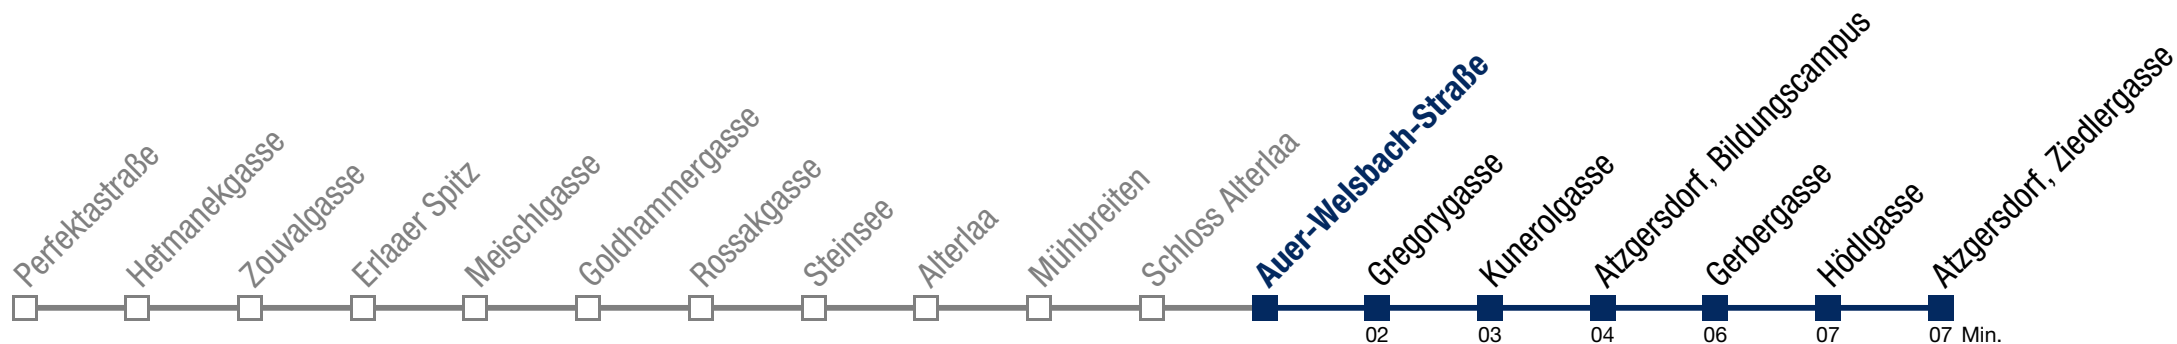 Perfektastraße
Hetmanekgasse
Zouvalgasse
Erlaaer Spitz
Meischlgasse
Goldhammergasse
Rossakgasse
Steinsee
Alterlaa
Mühlbreiten
Schloss Alterlaa
Auer-Welsbach-Straße
Gregorygasse
Kunerolgasse
Atzgersdorf, Bildungscampus
Gerbergasse
Hödlgasse
Atzgersdorf, Ziedlergasse
02 03 04 06 07 07 Min.